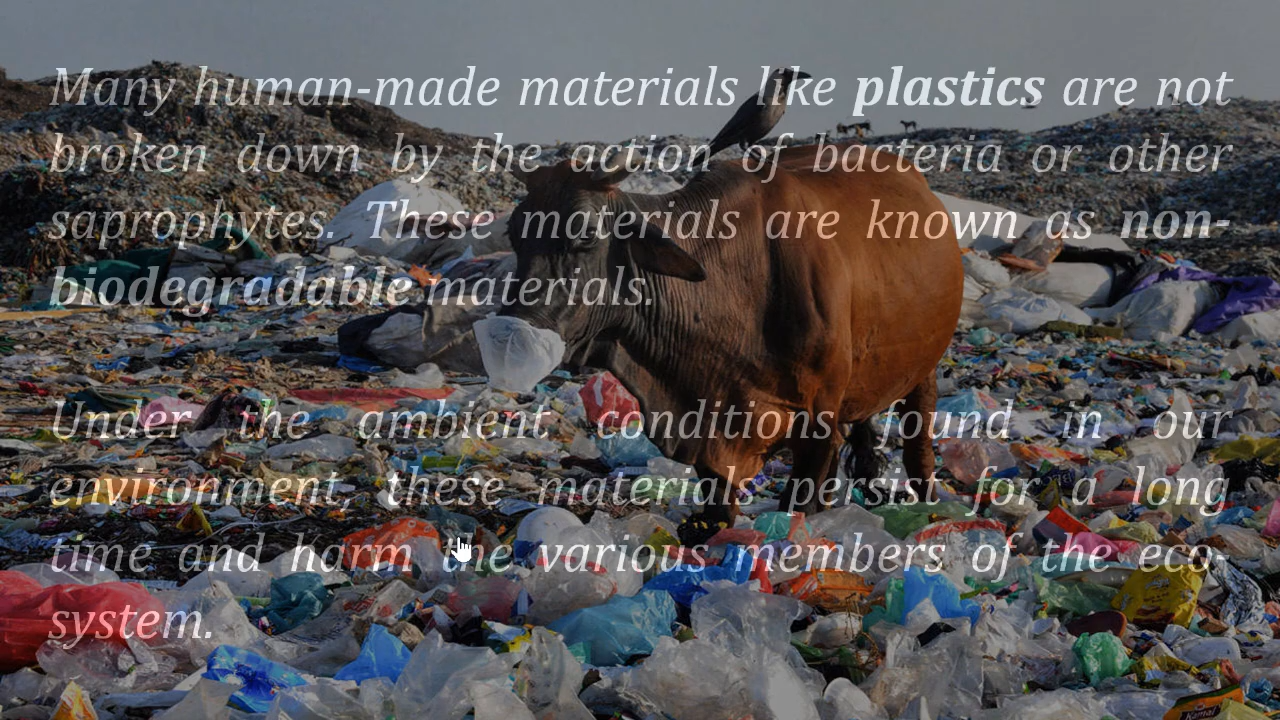 Many human-made materials like plastics are not
broken down by the action of bacteria or other
saprophytes. These materials are known as non-
biodegradable materials.
Under the ambient conditions found in our
environment, these materials persist for a long
time and harm the various members of the eco-
system.